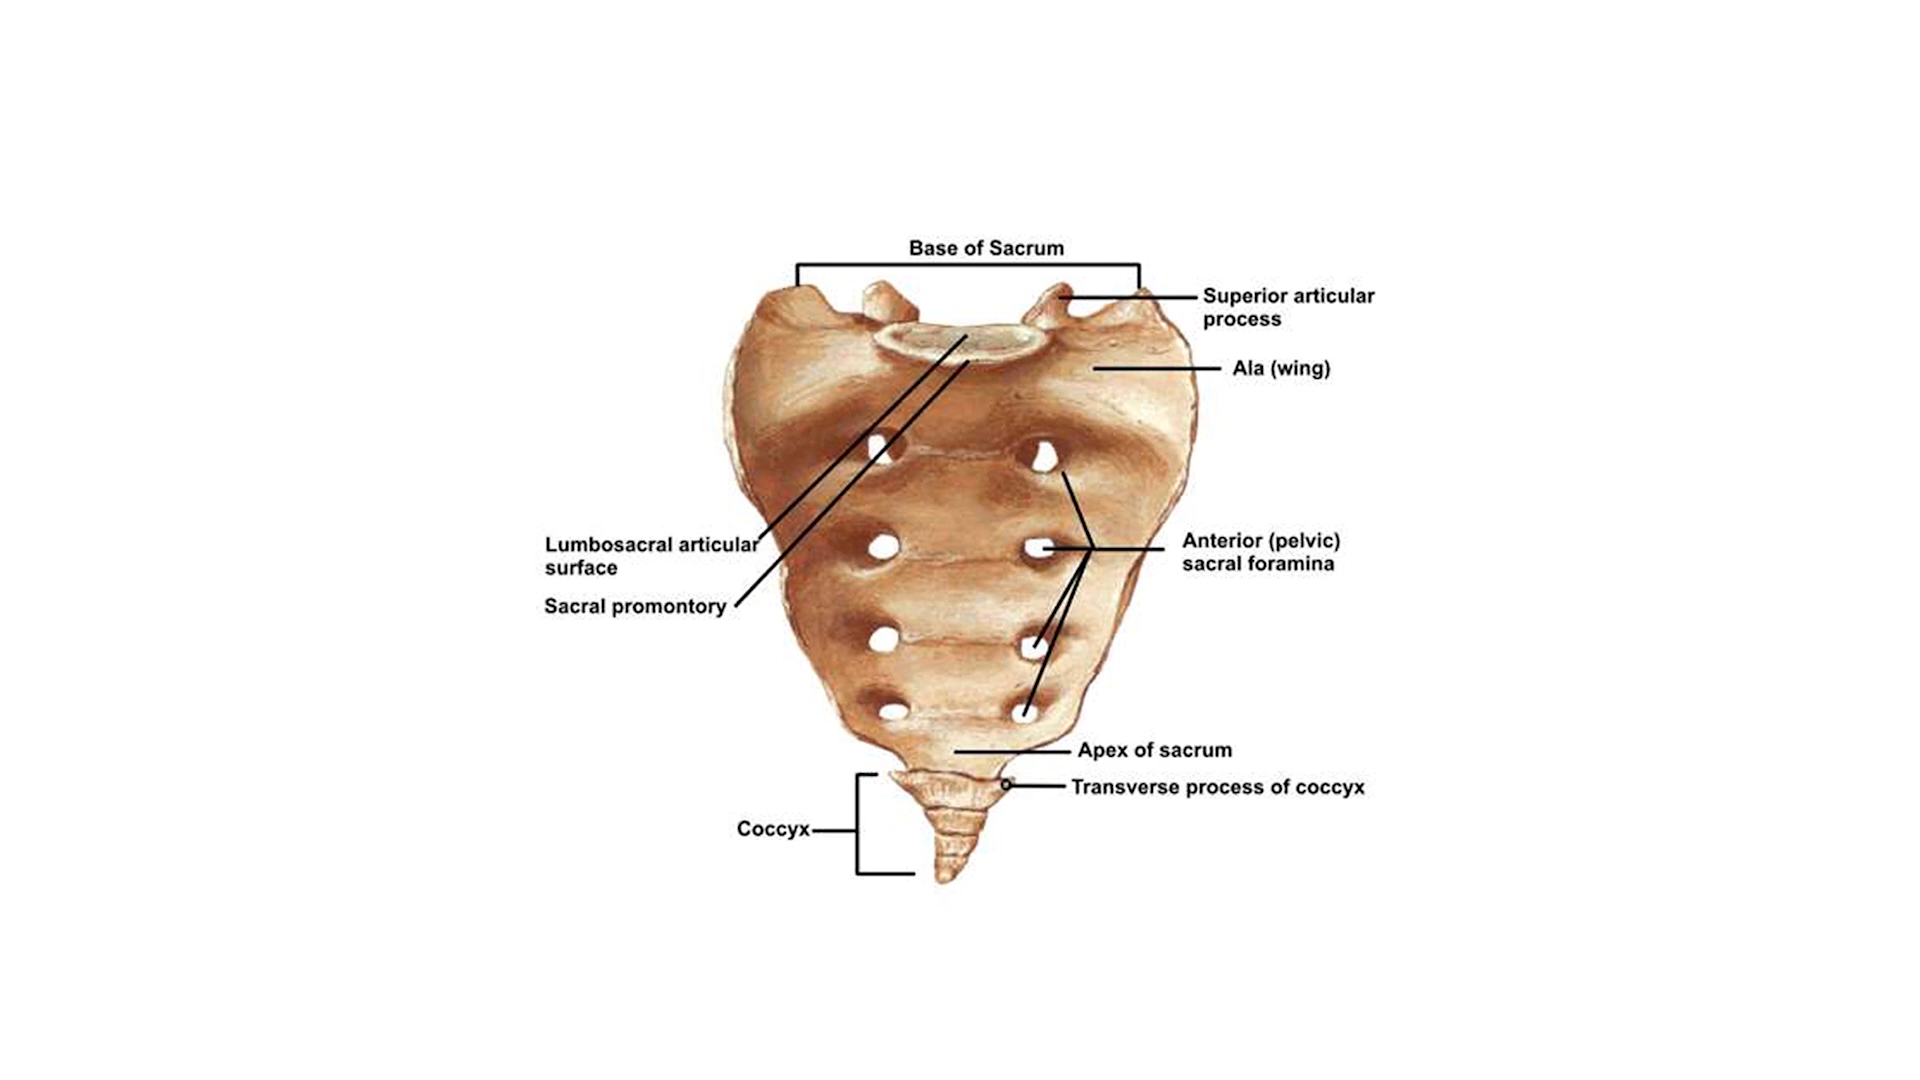 Base of Sacrum
Superior articular
process
Ala (wing)
Lumbosacral articular
surface
Sacral promontory
Anterior (pelvic)
sacral foramina
Apex of sacrum
Transverse process of coccyx
Coccyx